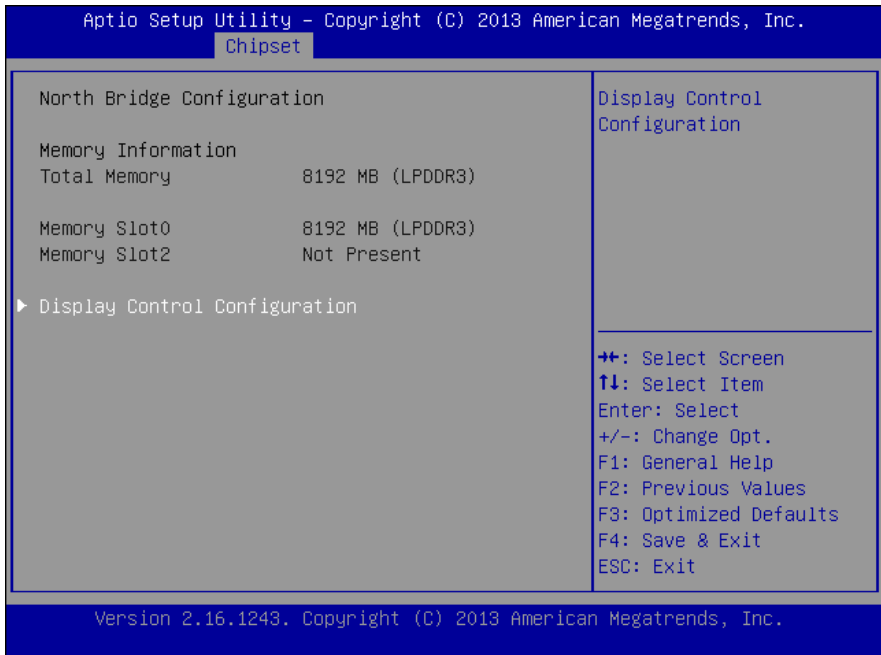 Aptio Setup Utility – Copyright (C) 2013 American Megatrends, Inc.
Chipset
North Bridge Configuration
Memory Information
Total Memory 8192 MB (LPDDR3)
Memory Slot0 8192 MB (LPDDR3)
Memory Slot2 Not Present
▶ Display Control Configuration
Display Control
Configuration
→←: Select Screen
↑↓: Select Item
Enter: Select
+/-: Change Opt.
F1: General Help
F2: Previous Values
F3: Optimized Defaults
F4: Save & Exit
ESC: Exit
Version 2.16.1243. Copyright (C) 2013 American Megatrends, Inc.